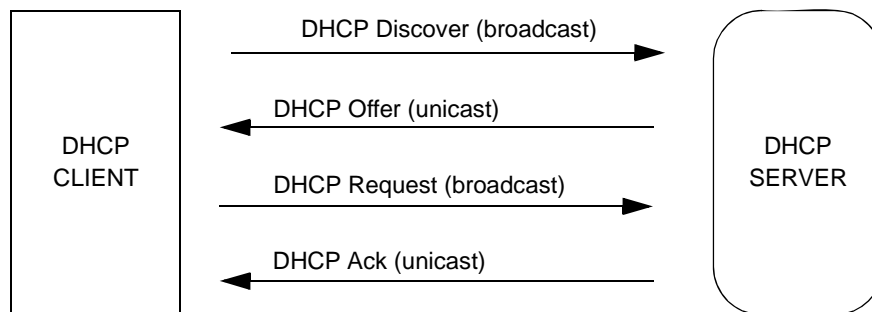 DHCP Discover (broadcast)
DHCP Offer (unicast)
DHCP
CLIENT
DHCP
SERVER
DHCP Request (broadcast)
DHCP Ack (unicast)